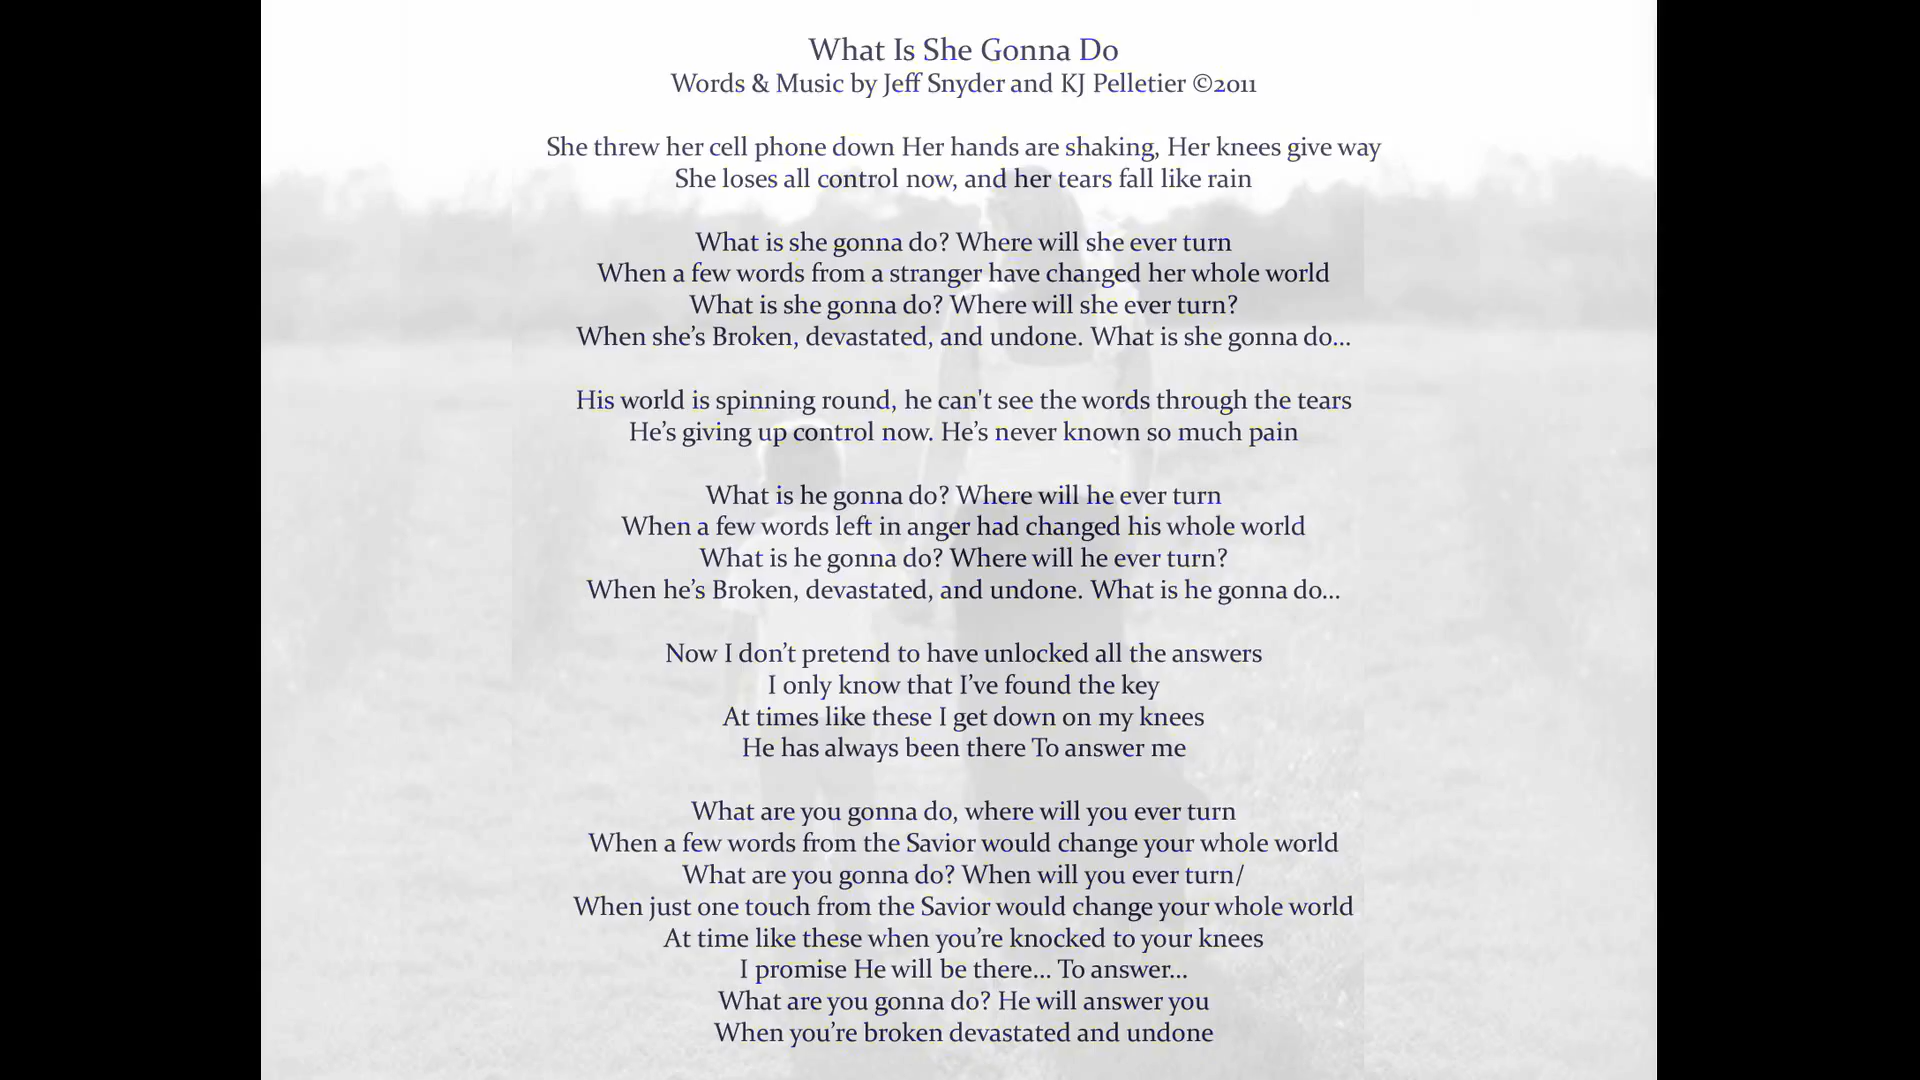 What Is She Gonna Do
Words & Music by Jeff Snyder and KJ Pelletier ©2011
She threw her cell phone down Her hands are shaking, Her knees give way
She loses all control now, and her tears fall like rain
What is she gonna do? Where will she ever turn
When a few words from a stranger have changed her whole world
What is she gonna do? Where will she ever turn?
When she’s Broken, devastated, and undone. What is she gonna do...
His world is spinning round, he can't see the words through the tears
He’s giving up control now. He’s never known so much pain
What is he gonna do? Where will he ever turn
When a few words left in anger had changed his whole world
What is he gonna do? Where will he ever turn?
When he’s Broken, devastated, and undone. What is he gonna do...
Now I don’t pretend to have unlocked all the answers
I only know that I’ve found the key
At times like these I get down on my knees
He has always been there To answer me
What are you gonna do, where will you ever turn
When a few words from the Savior would change your whole world
What are you gonna do? When will you ever turn/
When just one touch from the Savior would change your whole world
At time like these when you’re knocked to your knees
I promise He will be there... To answer...
What are you gonna do? He will answer you
When you’re broken devastated and undone